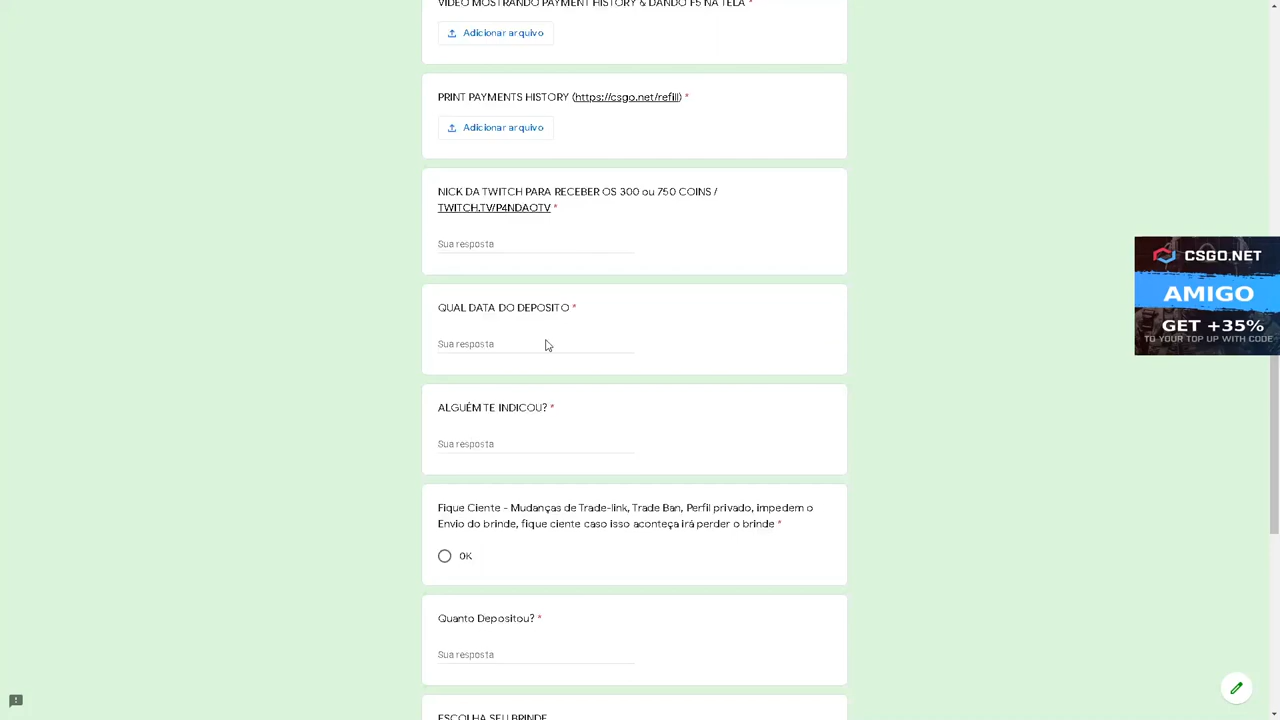 VIDEO MOSTRANDO PAYMENT HISTORY & DANDO F5 NA TELA *
Adicionar arquivo
PRINT PAYMENTS HISTORY (https://csgo.net/refill) *
Adicionar arquivo
NICK DA TWITCH PARA RECEBER OS 300 ou 750 COINS /
TWITCH.TV/P4NDAOTV *
Sua resposta
QUAL DATA DO DEPOSITO *
Sua resposta
ALGUÉM TE INDICOU? *
Sua resposta
Fique Ciente - Mudanças de Trade-link, Trade Ban, Perfil privado, impedem o
Envio do brinde, fique ciente caso isso aconteça irá perder o brinde *
OK
Quanto Depositou? *
Sua resposta
ESCOLHA SEU BRINDE
CSGO.NET
AMIGO
GET +35%
TO YOUR TOP UP WITH CODE